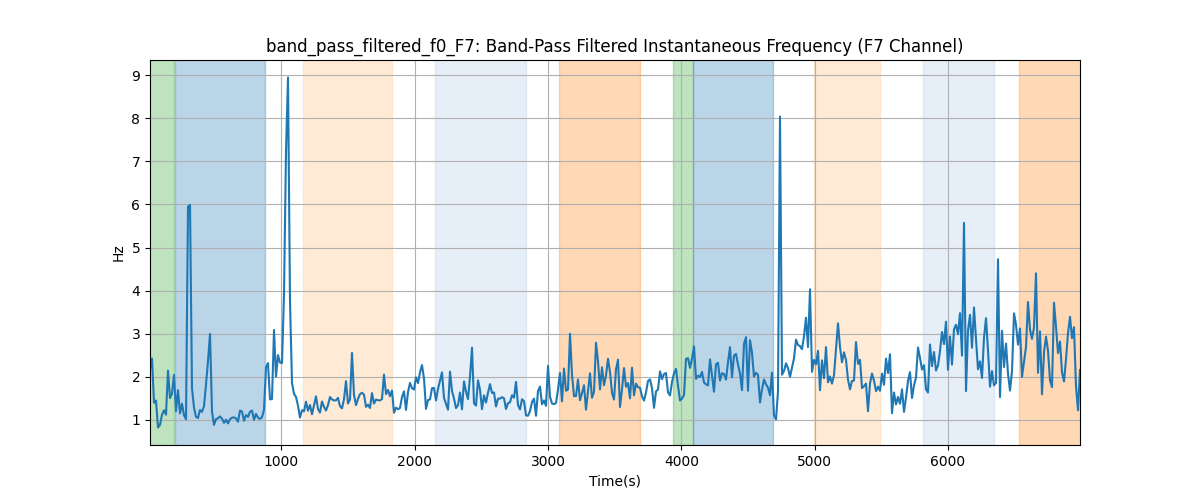 band_pass_filtered_f0_F7: Band-Pass Filtered Instantaneous Frequency (F7 Channel)
9
8
7
6
5
4
3
2
1
Hz
1000 2000 3000 4000 5000 6000
Time(s)